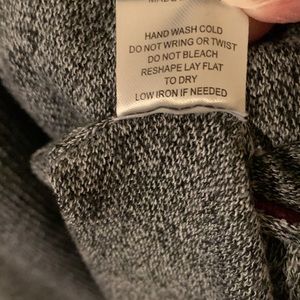 HAND WASH COLD
DO NOT WRING OR TWIST
DO NOT BLEACH
RESHAPE LAY FLAT
TO DRY
LOW IRON IF NEEDED